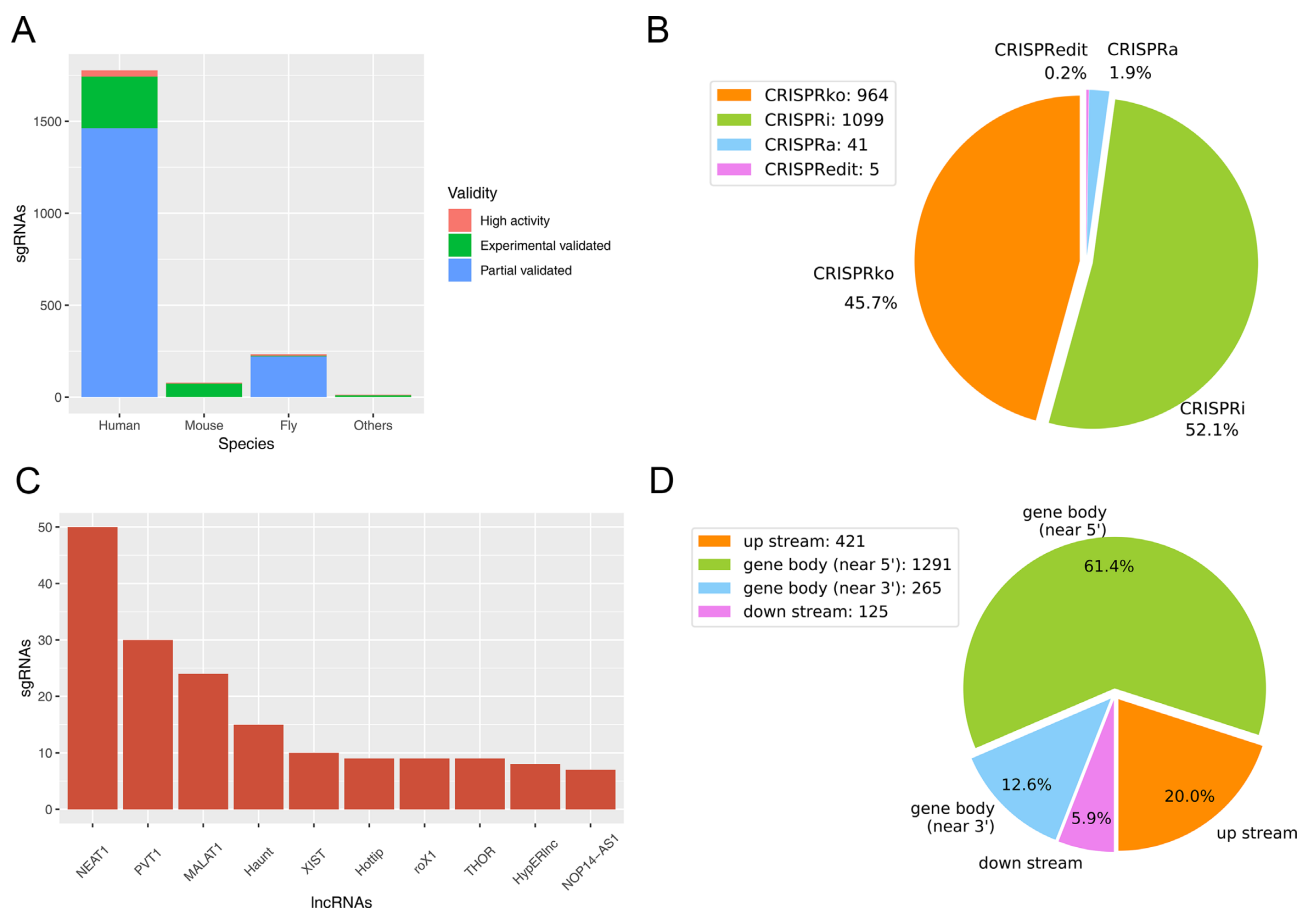 A
1500
1000
500
0
sgRNAs
Human
Mouse
Fly
Others
Species
Validity
High activity
Experimental validated
Partial validated
B
CRISPRedit
0.2%
CRISPRa
1.9%
CRISPRko: 964
CRISPRi: 1099
CRISPRa: 41
CRISPRedit: 5
CRISPRko
45.7%
CRISPRi
52.1%
C
50
40
30
20
10
0
sgRNAs
NEAT1
PVT1
MALAT1
Haunt
XIST
Hottip
roX1
THOR
HypERlnc
NOP14−AS1
lncRNAs
D
up stream: 421
gene body (near 5'): 1291
gene body (near 3'): 265
down stream: 125
gene body
(near 5')
61.4%
12.6%
gene body
(near 3')
5.9%
down stream
20.0%
up stream